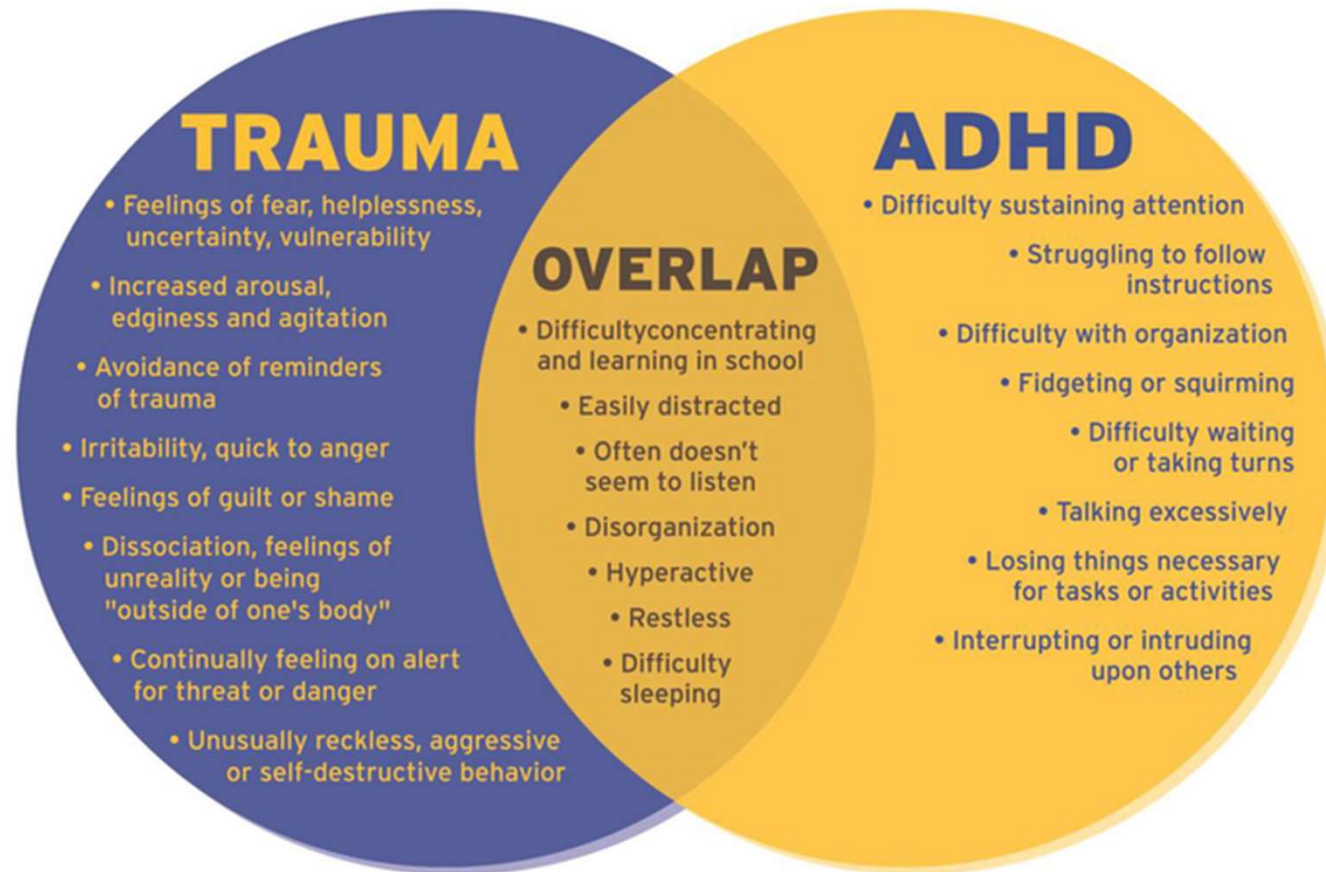 TRAUMA
• Feelings of fear, helplessness,
uncertainty, vulnerability
• Increased arousal,
edginess and agitation
• Avoidance of reminders
of trauma
• Irritability, quick to anger
• Feelings of guilt or shame
• Dissociation, feelings of
unreality or being
"outside of one's body"
• Continually feeling on alert
for threat or danger
• Unusually reckless, aggressive
or self-destructive behavior
OVERLAP
• Difficultyconcentrating
and learning in school
• Easily distracted
• Often doesn't
seem to listen
• Disorganization
• Hyperactive
• Restless
• Difficulty
sleeping
ADHD
• Difficulty sustaining attention
• Struggling to follow
instructions
• Difficulty with organization
• Fidgeting or squirming
• Difficulty waiting
or taking turns
• Talking excessively
• Losing things necessary
for tasks or activities
• Interrupting or intruding
upon others